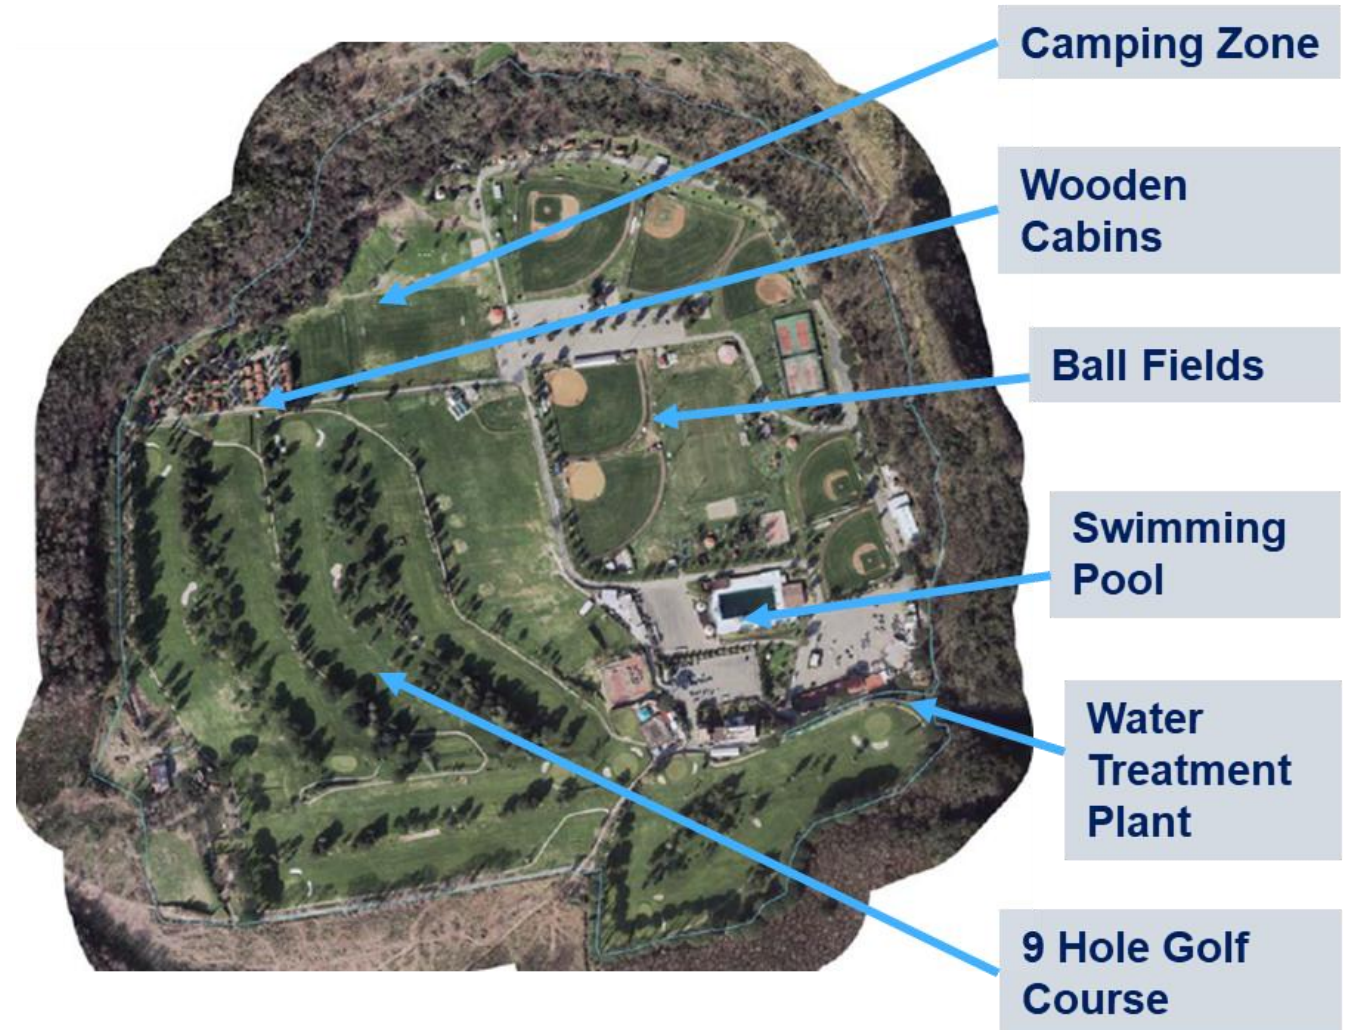 Camping Zone
Wooden
Cabins
Ball Fields
Swimming
Pool
Water
Treatment
Plant
9 Hole Golf
Course